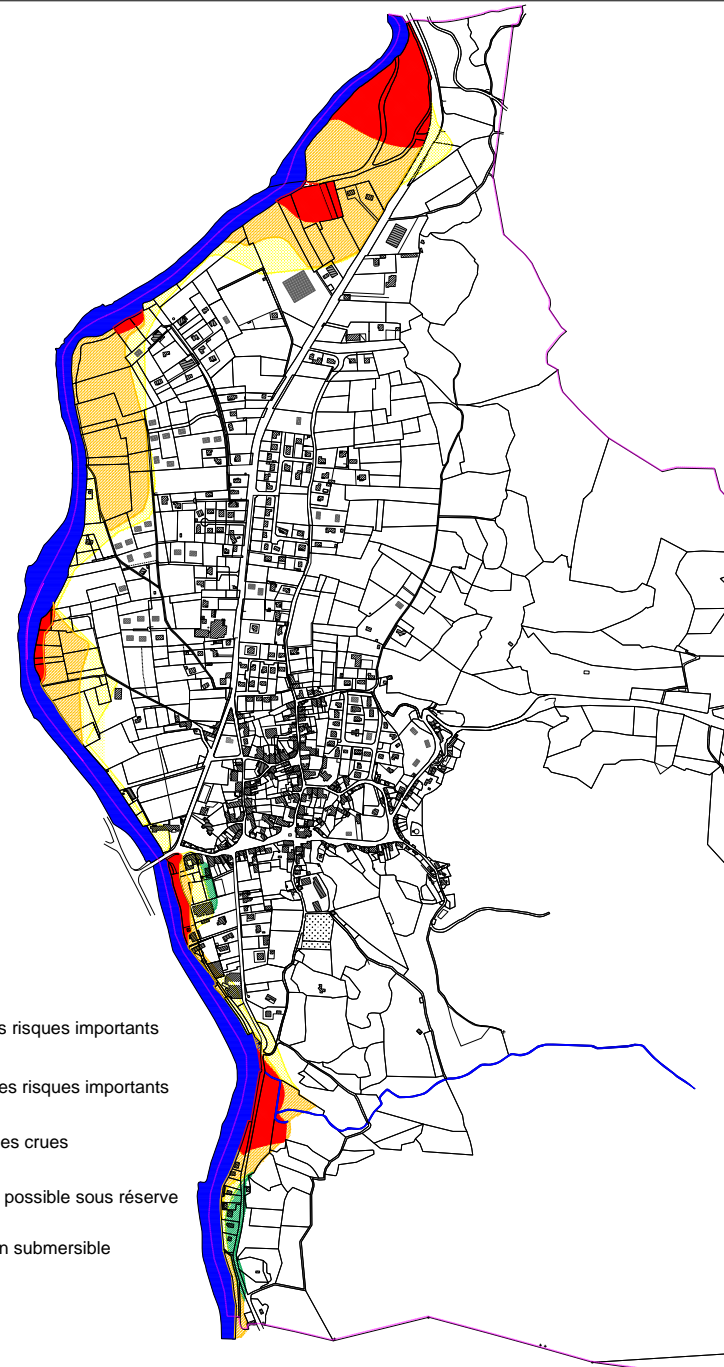 s risques importants
es risques importants
es crues
possible sous réserve
n submersible